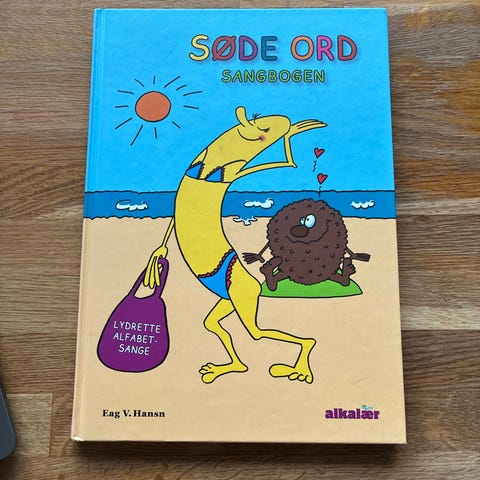 SØDE ORD
SANGBOGEN
LYDRETTE
ALFABET-
SANGE
Eag V. Hansn
alkalær